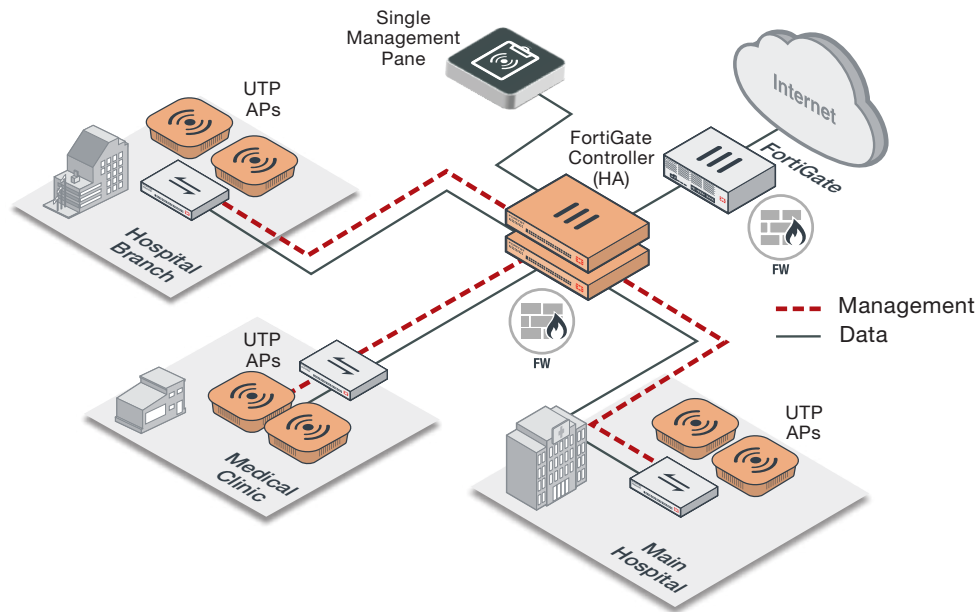 Single
Management
Pane
UTP
APs
Internet
FortiGate
Controller
(HA)
FortiGate
FW
Hospital
Branch
FW
Management
Data
UTP
APs
Medical
Clinic
UTP
APs
Main
Hospital